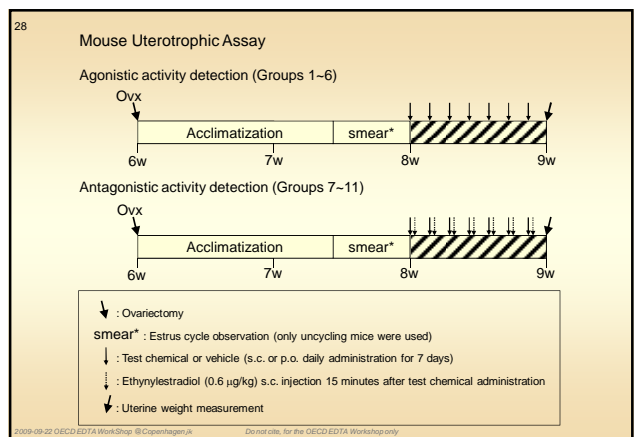 28
Mouse Uterotrophic Assay
Agonistic activity detection (Groups 1~6)
Ovx
Acclimatization smear*
6w 7w 8w 9w
Antagonistic activity detection (Groups 7~11)
Ovx
Acclimatization smear*
6w 7w 8w 9w
: Ovariectomy
smear* : Estrus cycle observation (only uncycling mice were used)
: Test chemical or vehicle (s.c. or p.o. daily administration for 7 days)
: Ethynylestradiol (0.6 μg/kg) s.c. injection 15 minutes after test chemical administration
: Uterine weight measurement
2009-09-22 OECD EDTA WorkShop @Copenhagen jk Do not cite, for the OECD EDTA Workshop only